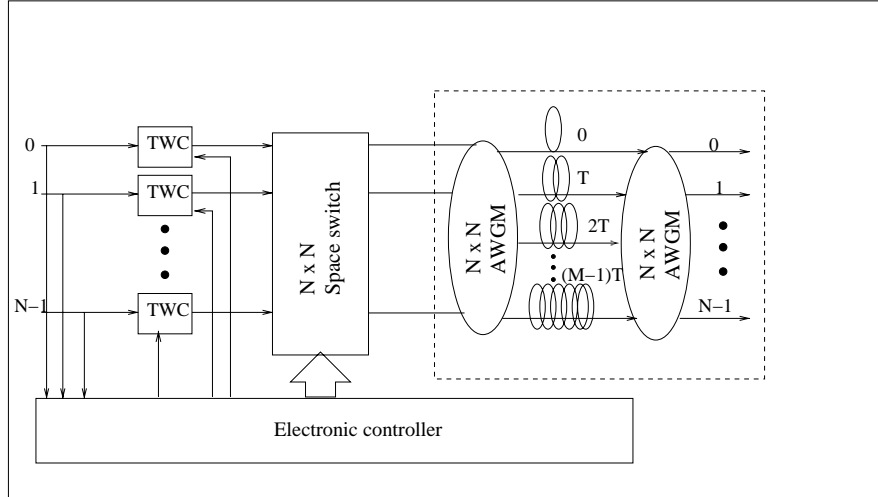 0
TWC
1
TWC
N−1
TWC
N x N
Space switch
N x N
AWGM
0
T
2T
(M−1)T
N x N
AWGM
0
1
N−1
Electronic controller